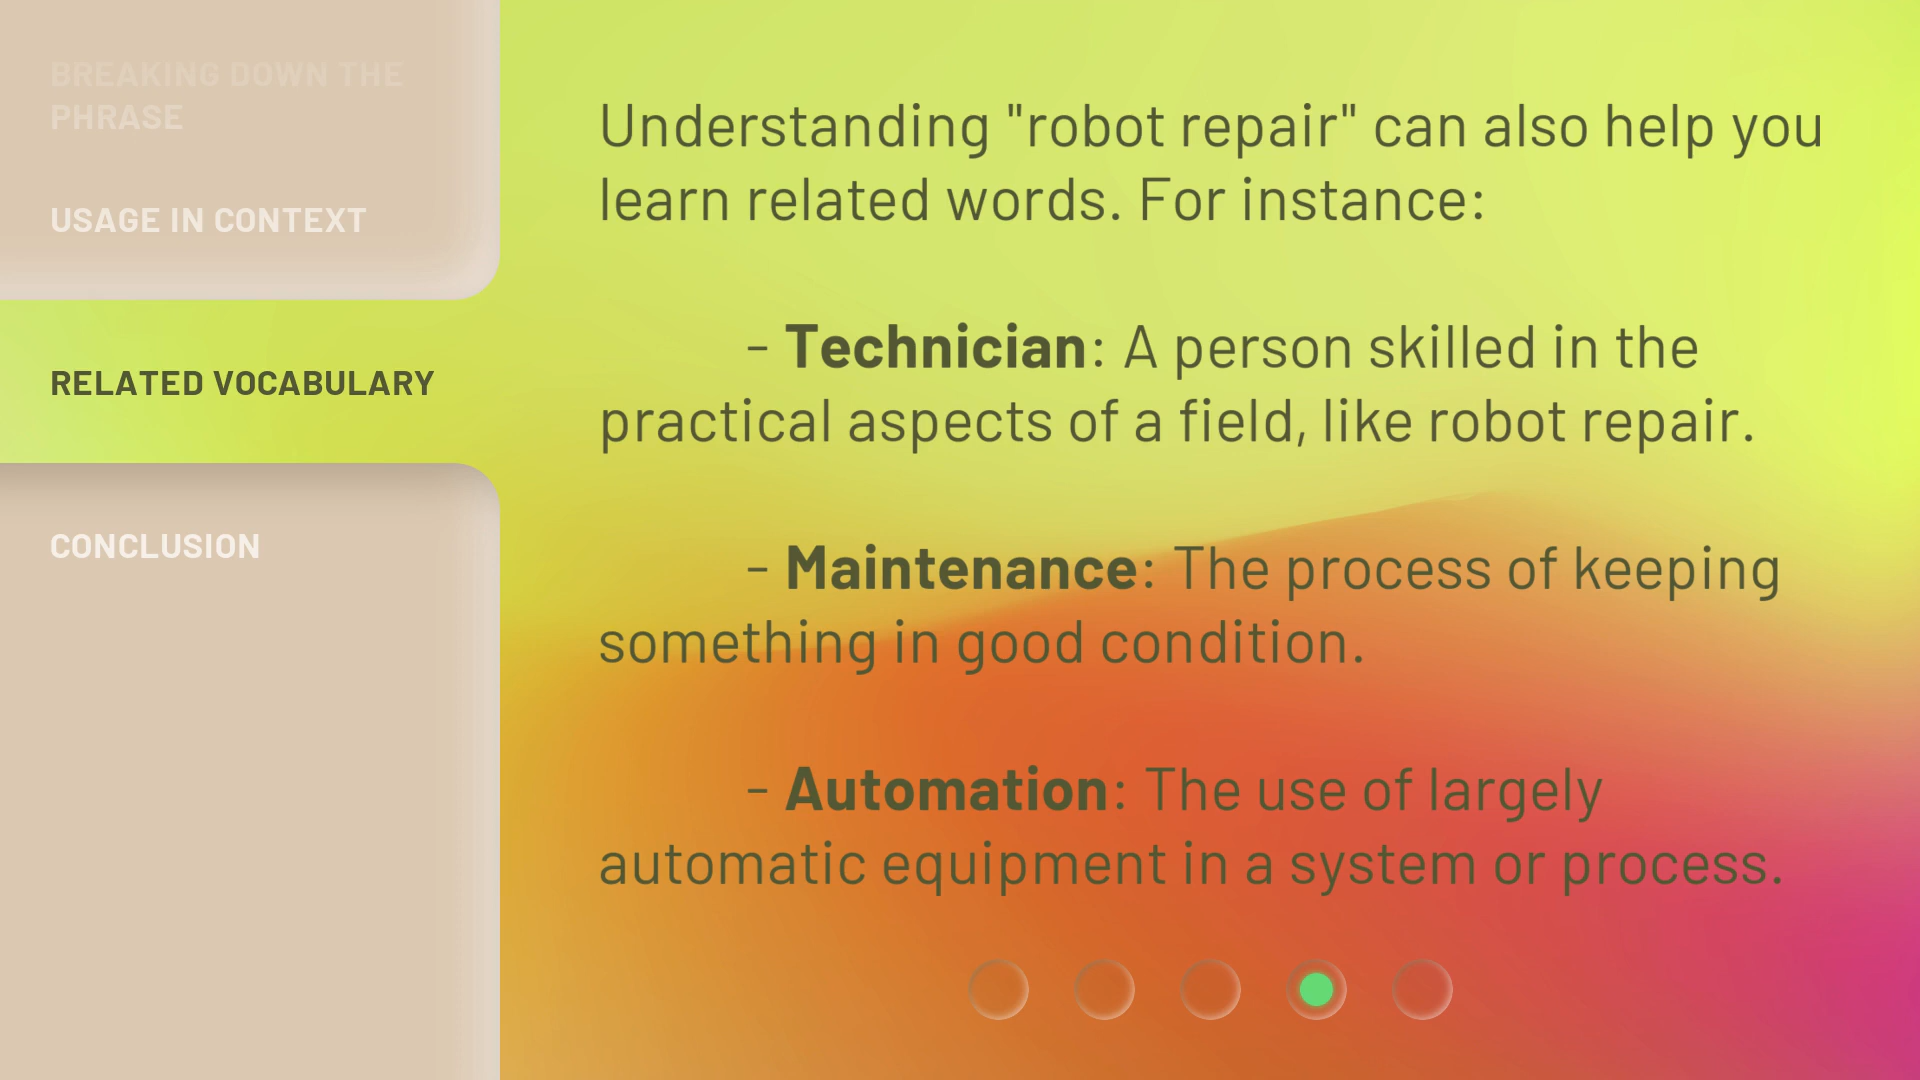 BREAKING DOWN THE
PHRASE
USAGE IN CONTEXT
RELATED VOCABULARY
CONCLUSION
Understanding "robot repair" can also help you
learn related words. For instance:
- Technician: A person skilled in the
practical aspects of a field, like robot repair.
- Maintenance: The process of keeping
something in good condition.
- Automation: The use of largely
automatic equipment in a system or process.